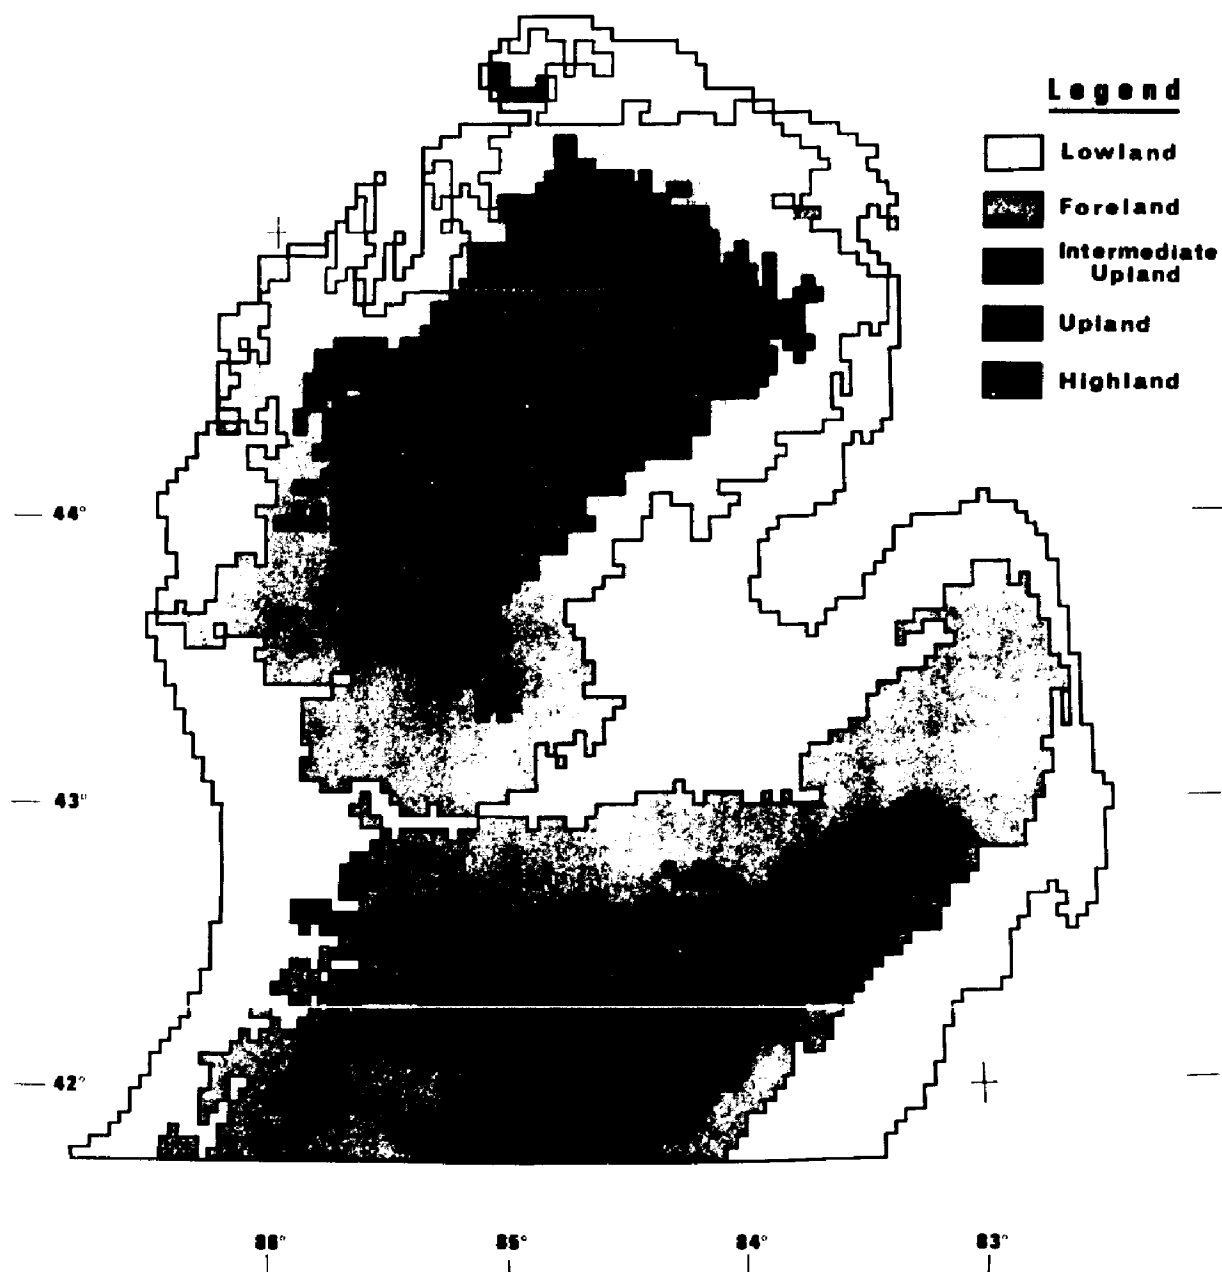 Legend
Lowland
Foreland
Intermediate
Upland
Upland
Highland
44°
43°
42°
86°
85°
84°
83°